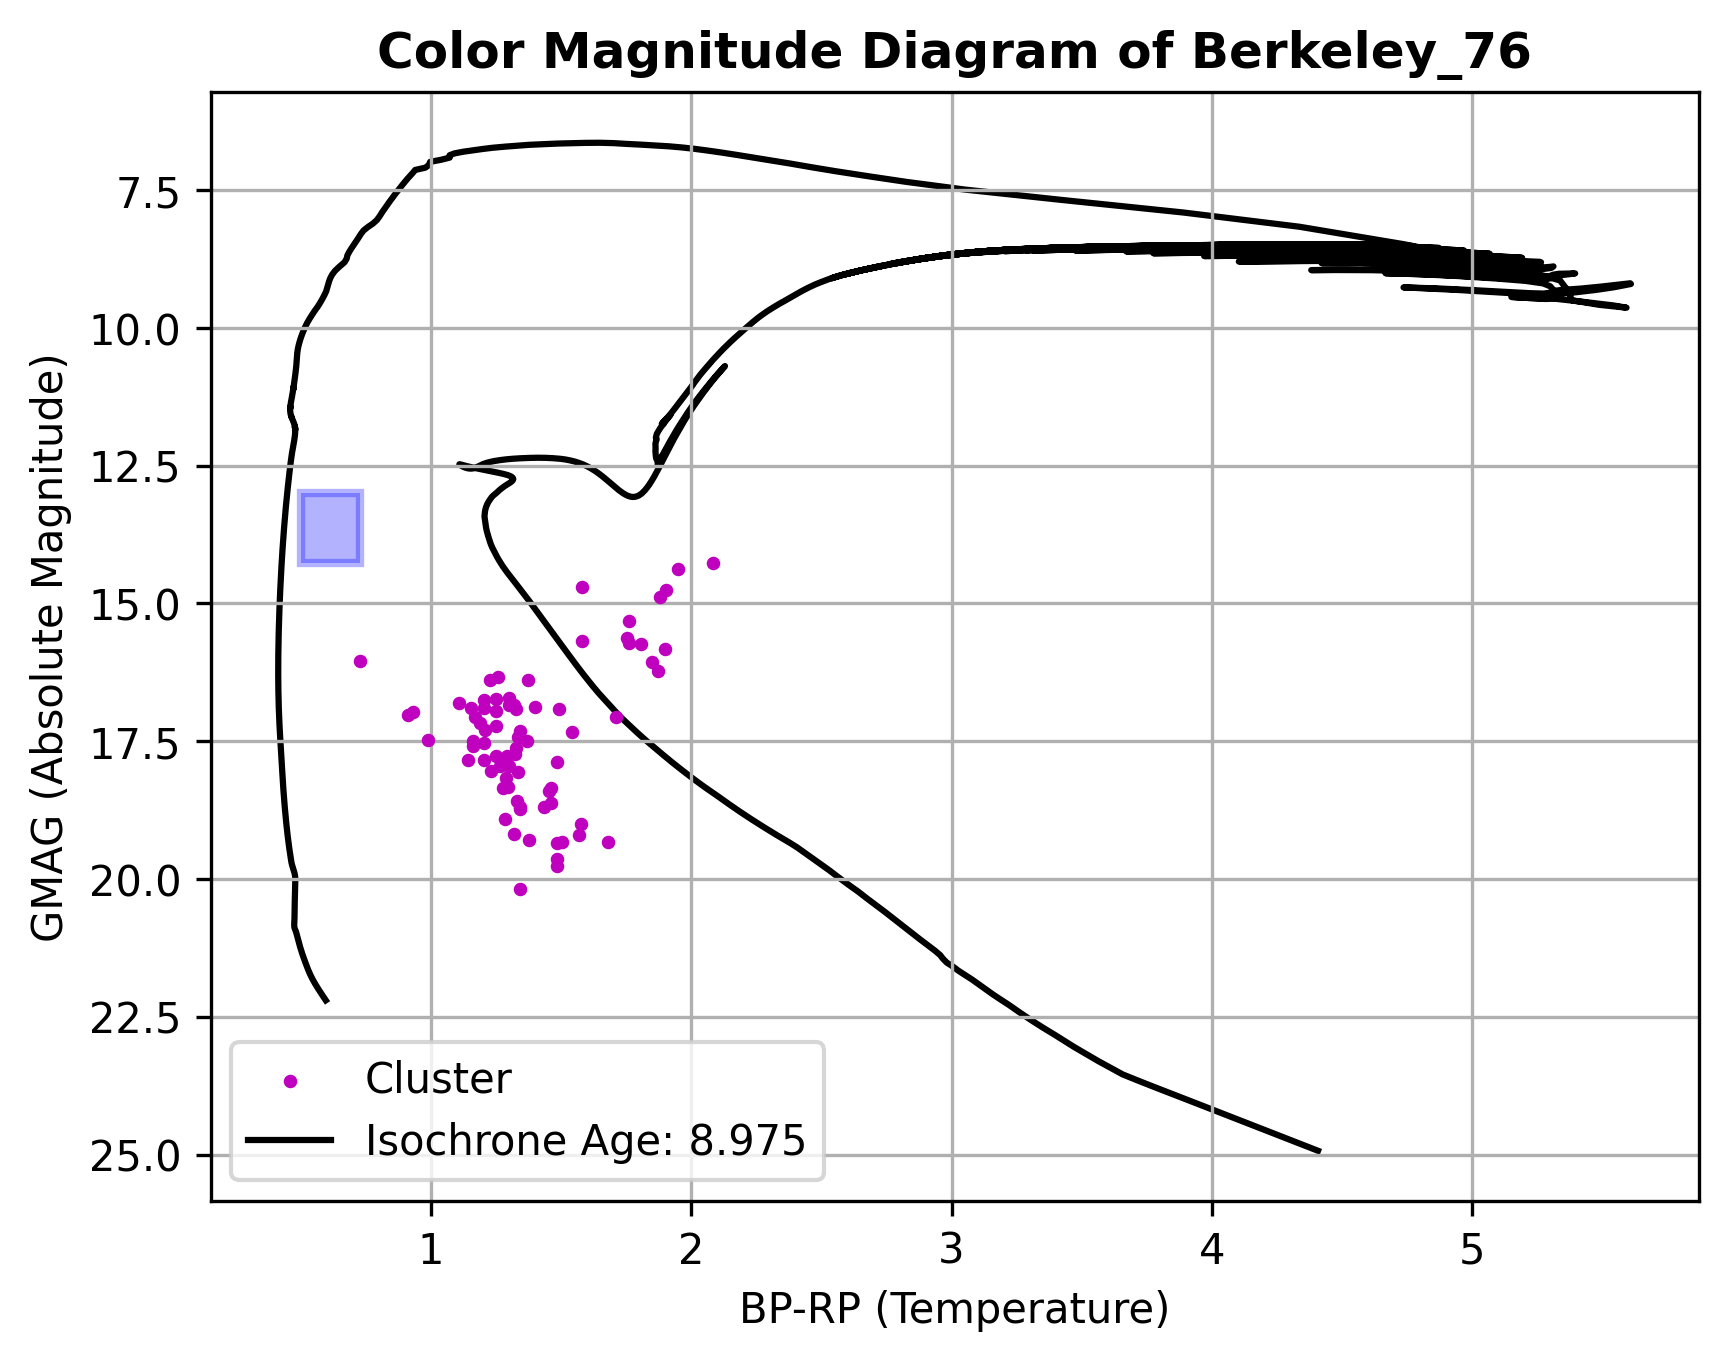 Color Magnitude Diagram of Berkeley_76
GMAG (Absolute Magnitude)
7.5
10.0
12.5
15.0
17.5
20.0
22.5
25.0
Cluster
Isochrone Age: 8.975
1 2 3 4 5
BP-RP (Temperature)